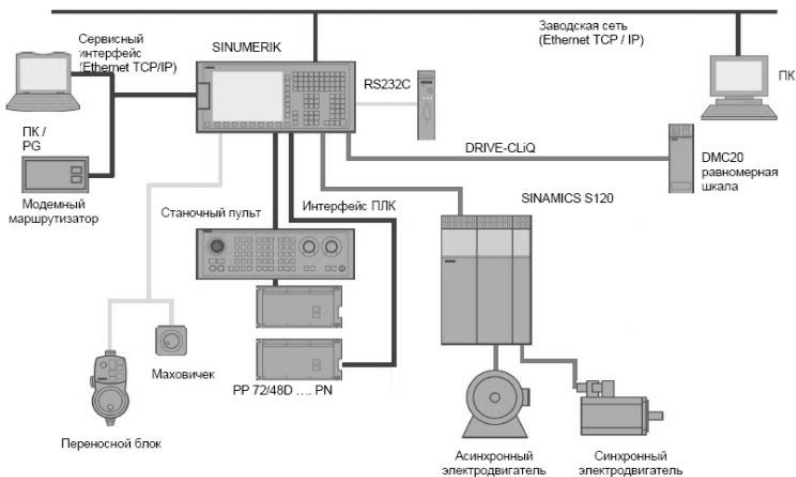 Заводская сеть
(Ethernet TCP / IP)
Сервисный
интерфейс
(Ethernet TCP/IP)
SINUMERIK
RS232C
ПК
ПК /
PG
DRIVE-CLiQ
DMC20
равномерная
шкала
Модемный
маршрутизатор
Станочный пульт
Интерфейс ПЛК
SINAMICS S120
Маховичек
PP 72/48D .... PN
Переносной блок
Асинхронный
электродвигатель
Синхронный
электродвигатель